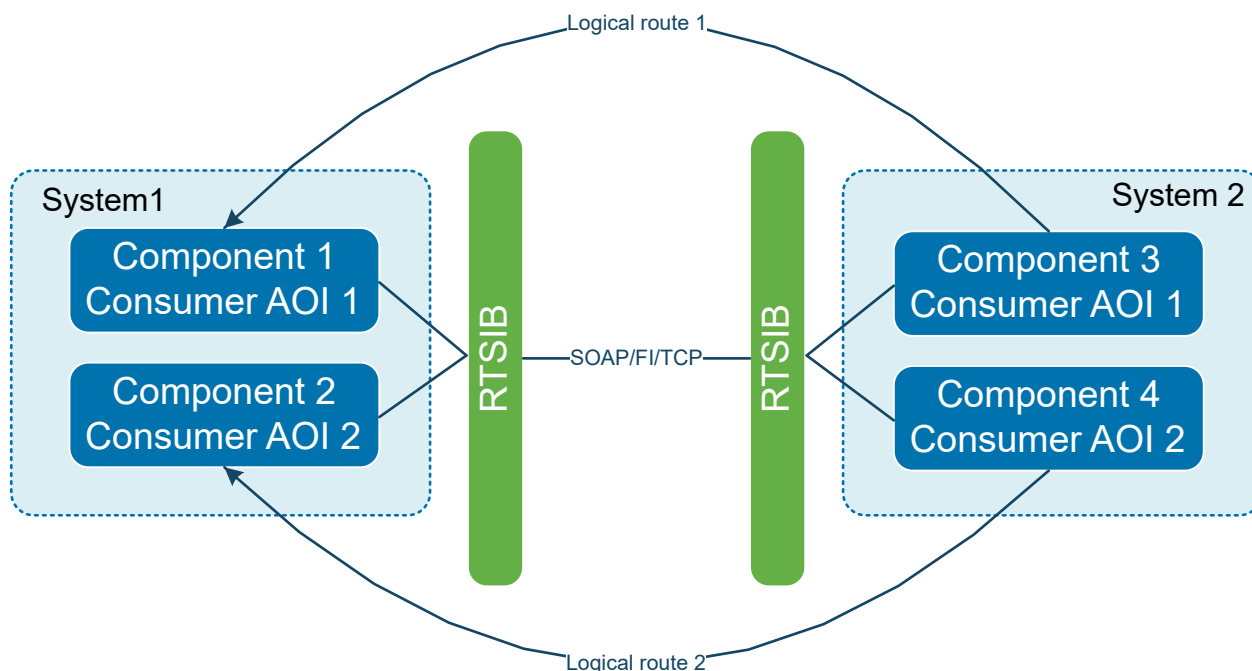 Logical route 1
System1
System 2
Component 1
Consumer AOI 1
Component 3
Consumer AOI 1
RTSIB
SOAP/FI/TCP
RTSIB
Component 2
Consumer AOI 2
Component 4
Consumer AOI 2
Logical route 2